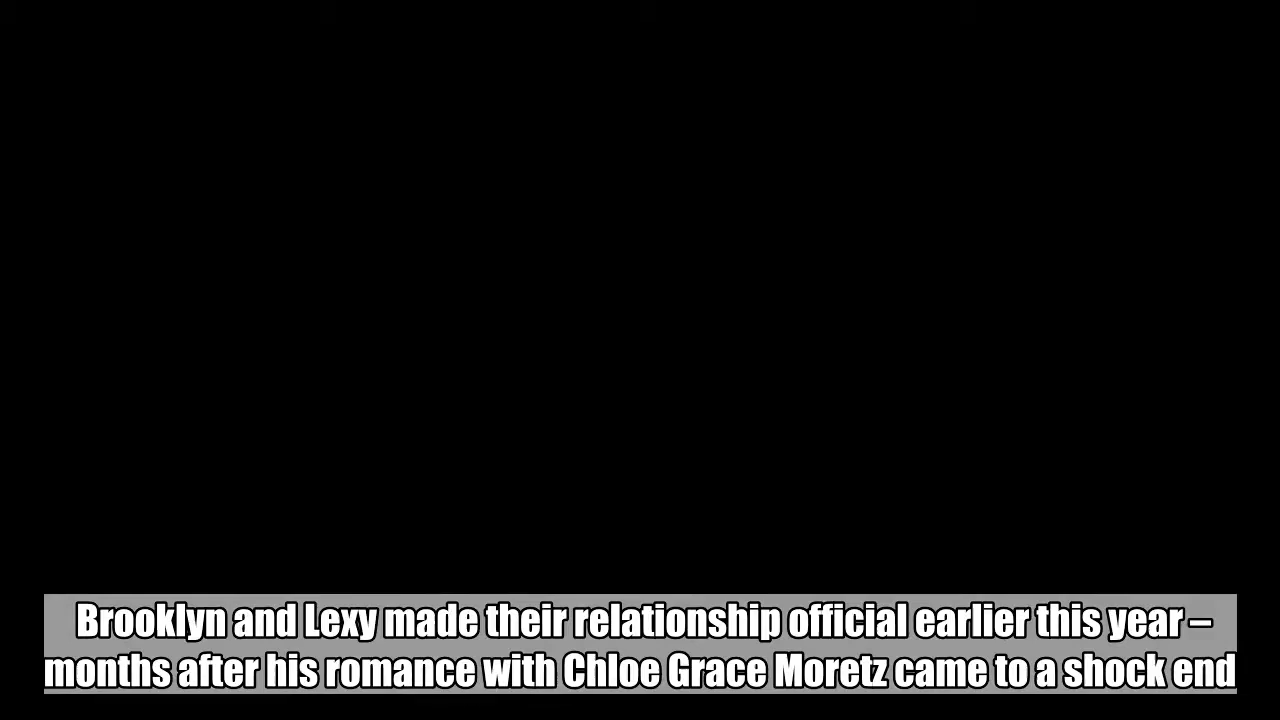 Brooklyn and Lexy made their relationship official earlier this year –
months after his romance with Chloe Grace Moretz came to a shock end